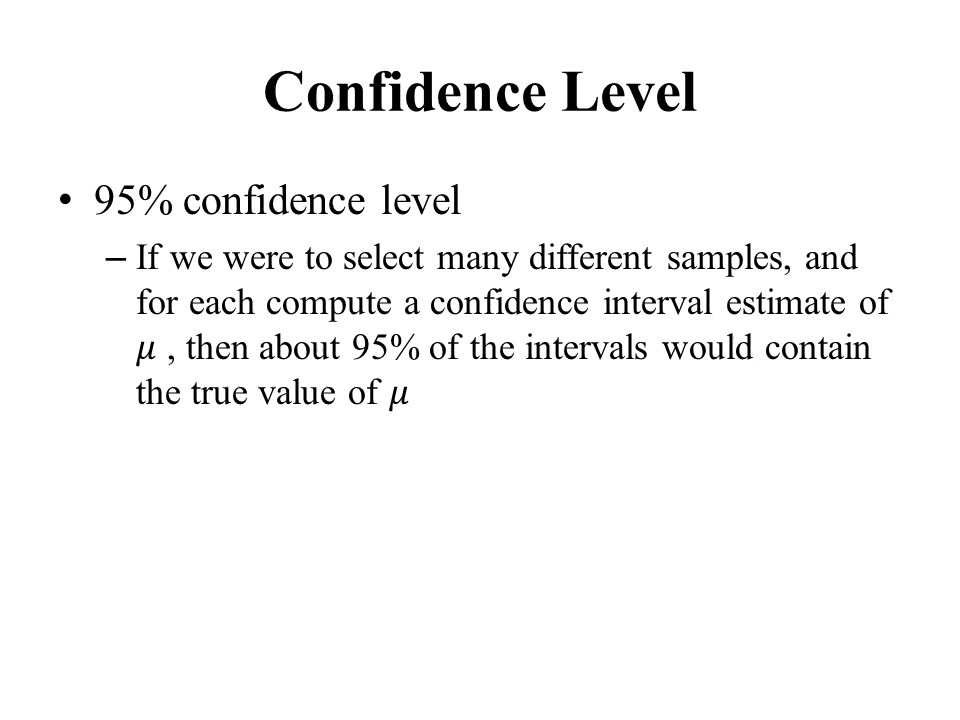 Confidence Level
• 95% confidence level
– If we were to select many different samples, and
for each compute a confidence interval estimate of
𝜇 , then about 95% of the intervals would contain
the true value of 𝜇